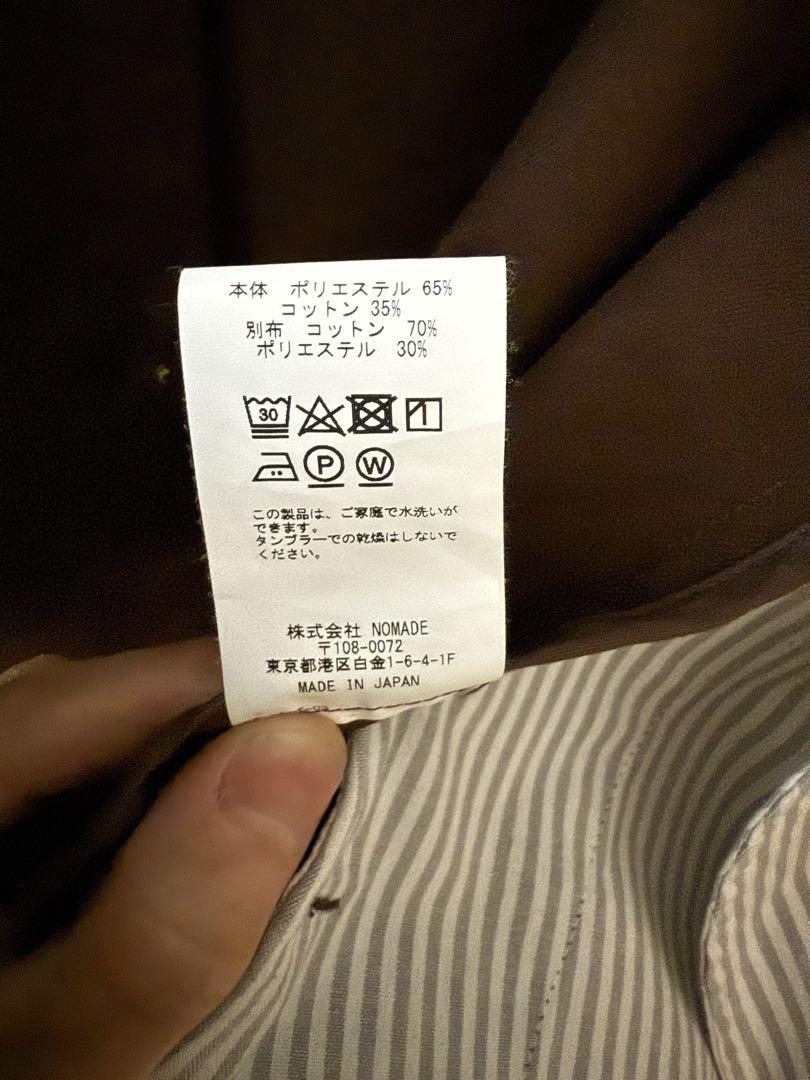 本体 ポリエステル 65%
コットン 35%
別布 コットン 70%
ポリエステル 30%
30
P W
この製品は、ご家庭で水洗いが
できます。
タンブラーでの乾燥はしないで
ください。
株式会社 NOMADE
〒108-0072
東京都港区白金1-6-4-1F
MADE IN JAPAN